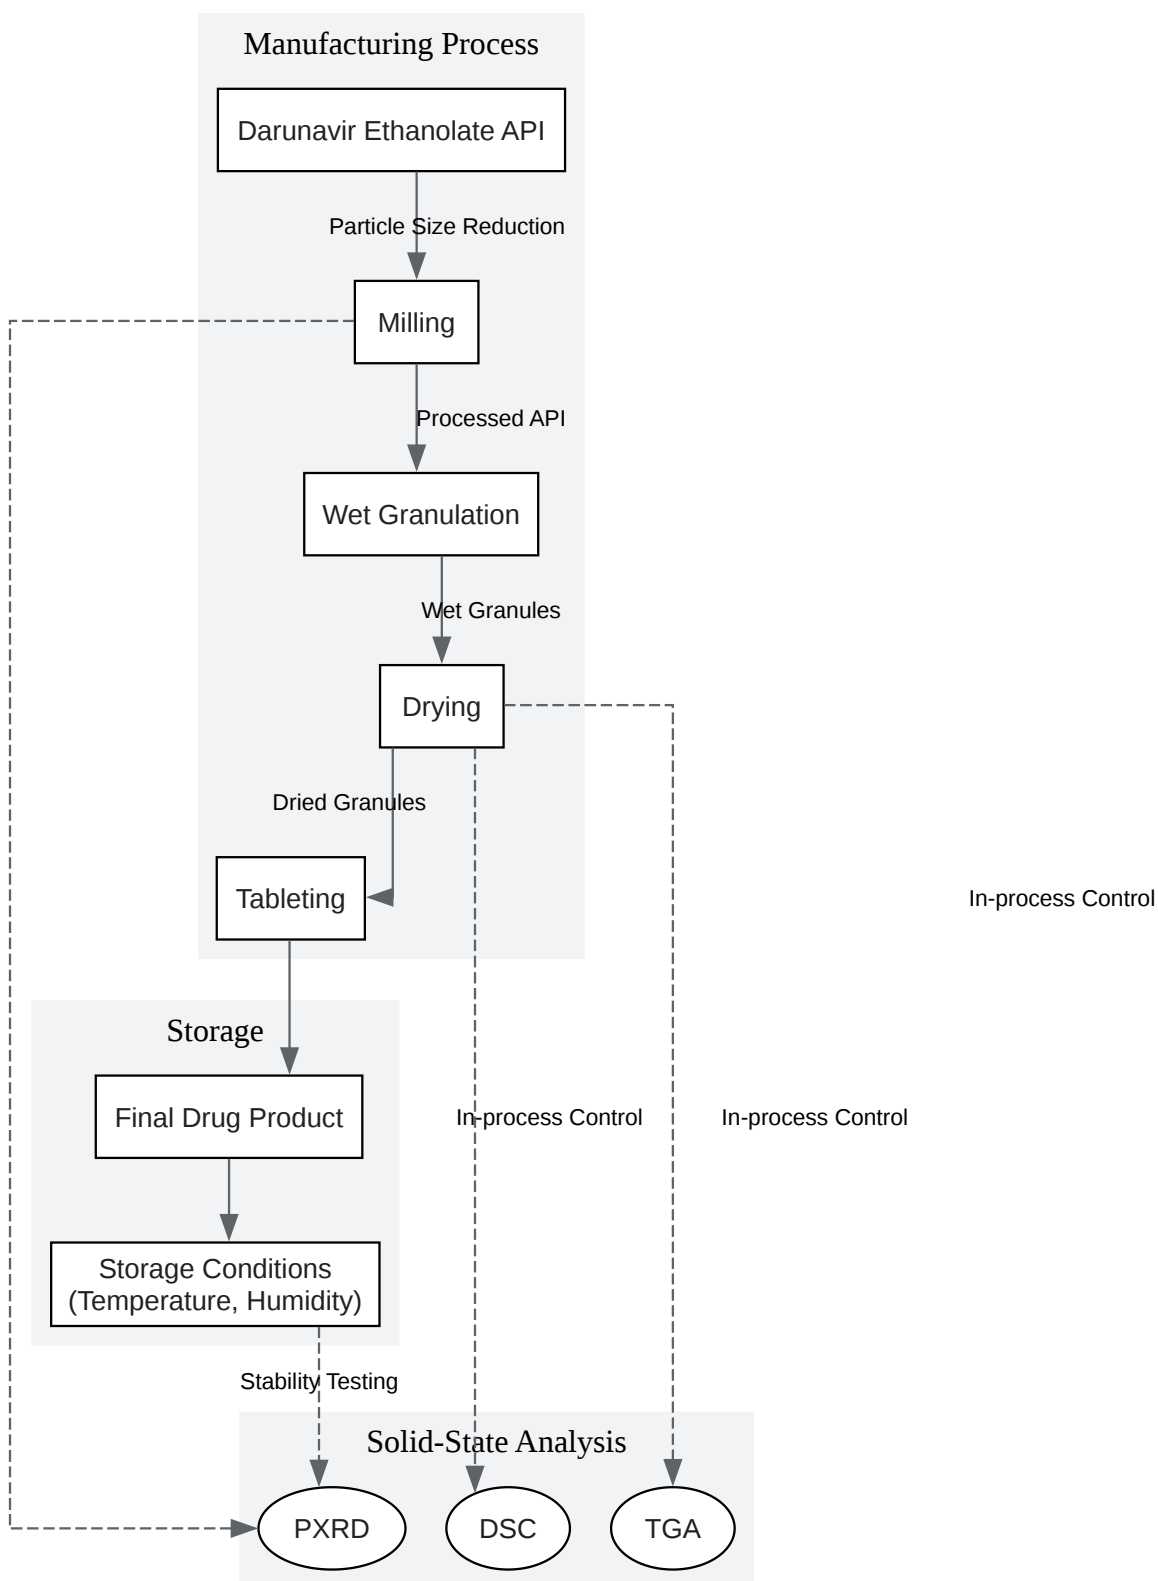 Manufacturing Process
Darunavir Ethanolate API
Particle Size Reduction
Milling
Processed API
Wet Granulation
Wet Granules
Drying
Dried Granules
Tableting
In-process Control
Storage
Final Drug Product
In-process Control
In-process Control
Storage Conditions
(Temperature, Humidity)
Stability Testing
Solid-State Analysis
PXRD
DSC
TGA